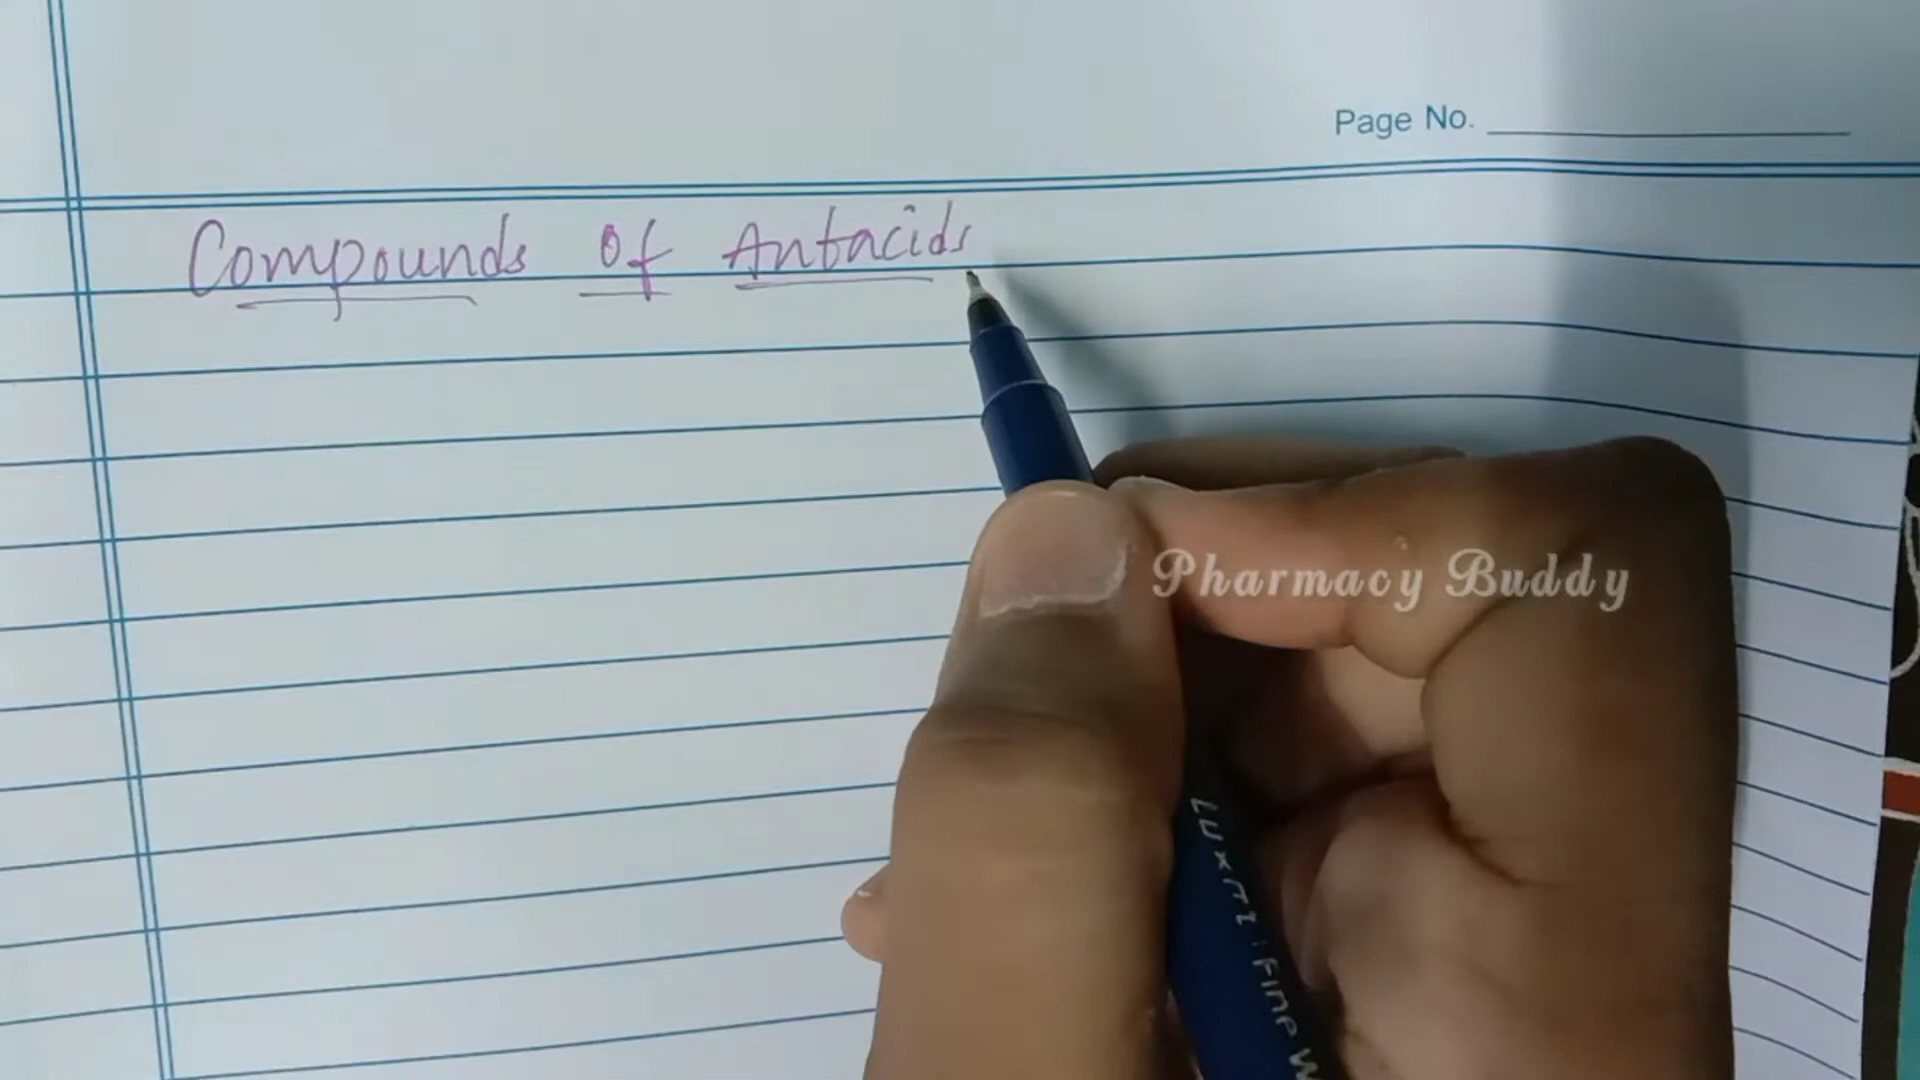 Page No.
Compounds of Antacids
Pharmacy Buddy
LUXOR | Fine W